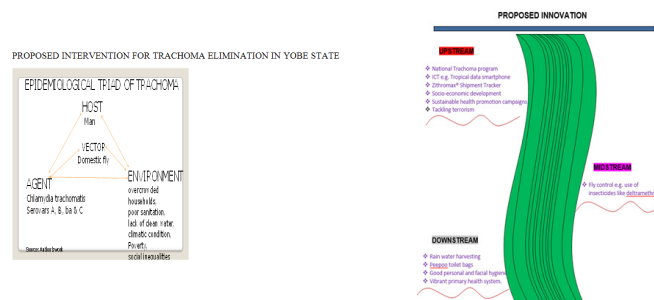 PROPOSED INTERVENTION FOR TRACHOMA ELIMINATION IN YOBE STATE
EPIDEMIOLOGICAL TRIAD OF TRACHOMA
HOST
Man
VECTOR
Domestic fly
AGENT
Chlamydia trachomatis
Serovars A, B, ba & C
ENVIRONMENT
overcrowded
households,
poor sanitation,
lack of clean water,
climatic condition,
Poverty,
social inequalities
PROPOSED INNOVATION
UPSTREAM
❖ National Trachoma program
❖ ICT e.g. Tropical data smartphone
❖ Zithromax® Shipment Tracker
❖ Socio-economic development
❖ Sustainable health promotion campaigns
❖ Tackling terrorism
MIDSTREAM
❖ Fly control e.g. use of
insecticides like deltameth
DOWNSTREAM
❖ Rain water harvesting
❖ Peepoo toilet bags
❖ Good personal and facial hygiene
❖ Vibrant primary health system.